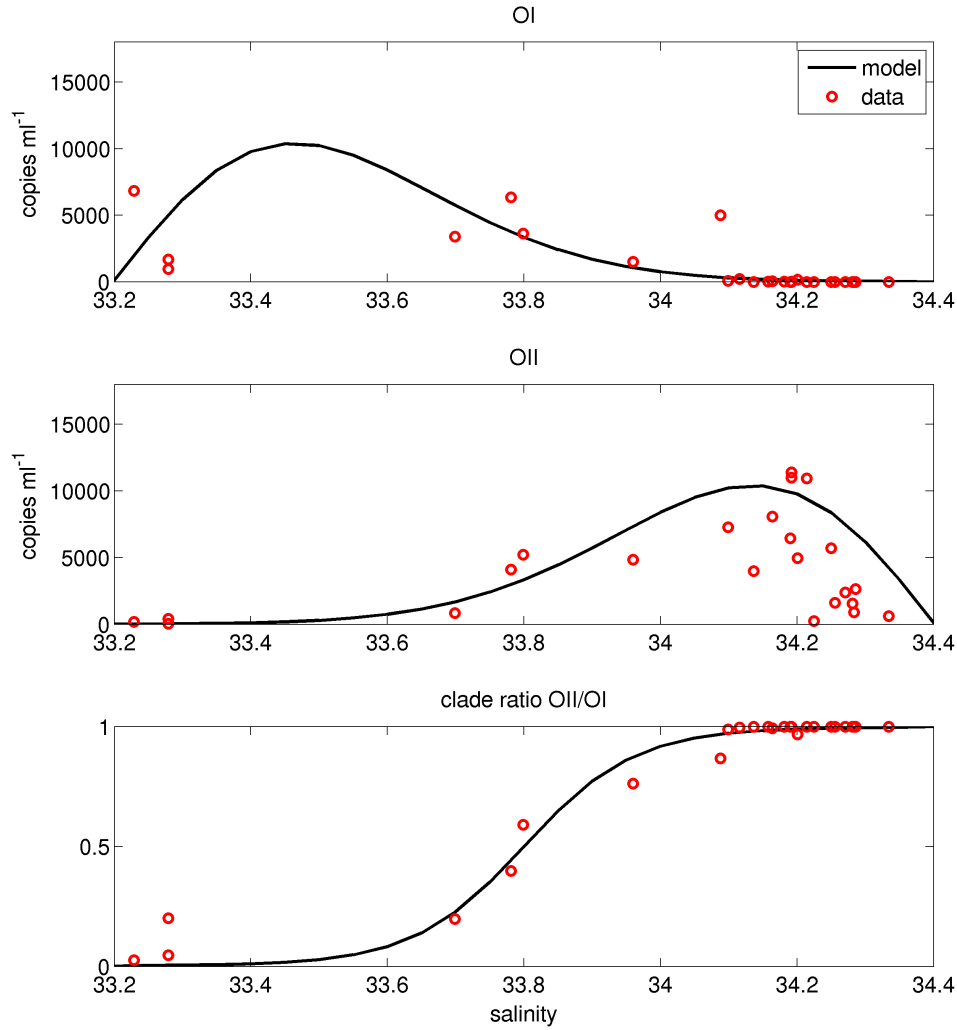 OI
15000
10000
5000
0
copies ml-1
model
data
33.2 33.4 33.6 33.8 34 34.2 34.4
OII
15000
10000
5000
0
copies ml-1
33.2 33.4 33.6 33.8 34 34.2 34.4
clade ratio OII/OI
1
0.5
0
33.2 33.4 33.6 33.8 34 34.2 34.4
salinity